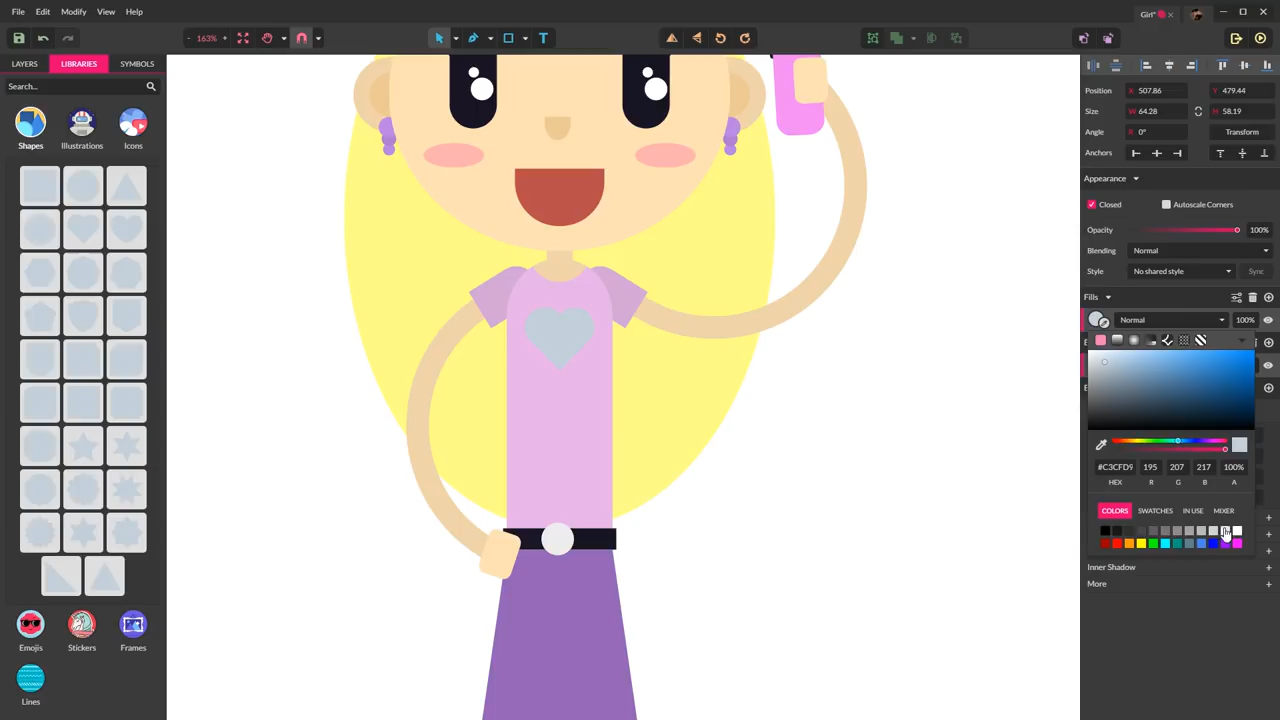 File Edit Modify View Help
Girl*
163%
LAYERS LIBRARIES SYMBOLS
Search...
Shapes Illustrations Icons
Emojis Stickers Frames
Lines
Position X 507.86 Y 479.44
Size W 64.28 H 58.19
Angle R 0° Transform
Anchors
Appearance
Closed Autoscale Corners
Opacity 100%
Blending Normal
Style No shared style Sync
Fills
Normal 100%
#C3CFD9 195 207 217 100%
HEX R G B A
COLORS SWATCHES IN USE MIXER
Inner Shadow
More